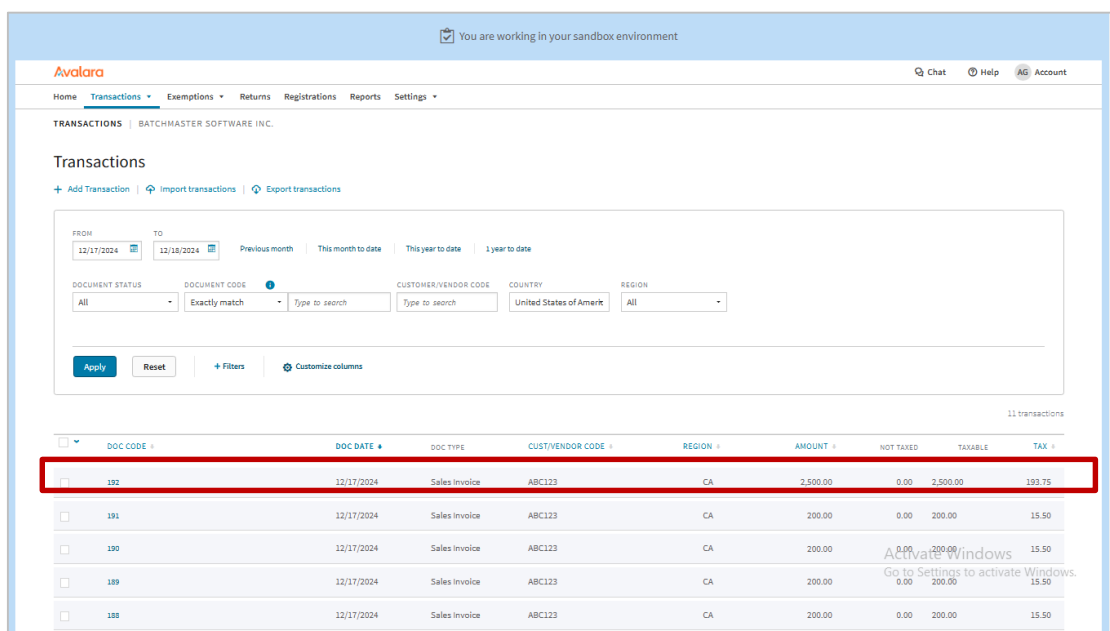 You are working in your sandbox environment
Avalara
Chat Help AG Account
Home Transactions Exemptions Returns Registrations Reports Settings
TRANSACTIONS | BATCHMASTER SOFTWARE INC.
Transactions
+ Add Transaction | Import transactions | Export transactions
FROM TO
12/17/2024 12/18/2024 Previous month This month to date This year to date 1 year to date
DOCUMENT STATUS DOCUMENT CODE CUSTOMER/VENDOR CODE COUNTRY REGION
All Exactly match Type to search Type to search United States of Americ All
Apply Reset + Filters Customize columns
11 transactions
DOC CODE DOC DATE DOC TYPE CUST/VENDOR CODE REGION AMOUNT NOT TAXED TAXABLE TAX
192 12/17/2024 Sales Invoice ABC123 CA 2,500.00 0.00 2,500.00 193.75
191 12/17/2024 Sales Invoice ABC123 CA 200.00 0.00 200.00 15.50
190 12/17/2024 Sales Invoice ABC123 CA 200.00 0.00 200.00 15.50
Activate Windows
Go to Settings to activate Windows.
189 12/17/2024 Sales Invoice ABC123 CA 200.00 0.00 200.00 15.50
188 12/17/2024 Sales Invoice ABC123 CA 200.00 0.00 200.00 15.50